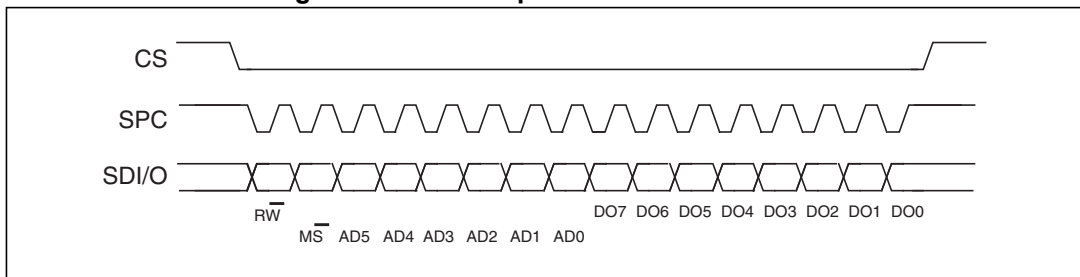 CS
SPC
SDI/O
RW
DO7 DO6 DO5 DO4 DO3 DO2 DO1 DO0
MS AD5 AD4 AD3 AD2 AD1 AD0